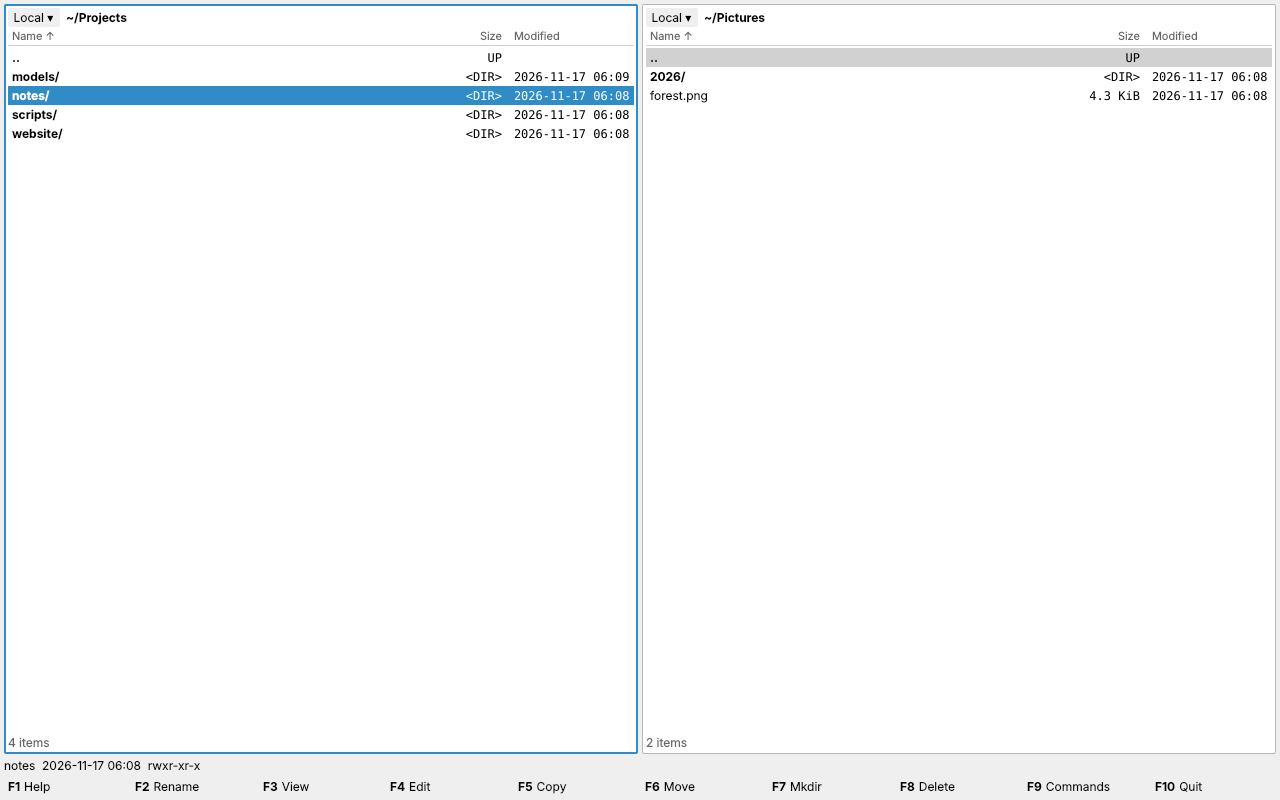 Local ▾ ~/Projects
Name ↑ Size Modified
.. UP
models/ <DIR> 2026-11-17 06:09
notes/ <DIR> 2026-11-17 06:08
scripts/ <DIR> 2026-11-17 06:08
website/ <DIR> 2026-11-17 06:08
4 items
Local ▾ ~/Pictures
Name ↑ Size Modified
.. UP
2026/ <DIR> 2026-11-17 06:08
forest.png 4.3 KiB 2026-11-17 06:08
2 items
notes 2026-11-17 06:08 rwxr-xr-x
F1 Help F2 Rename F3 View F4 Edit F5 Copy F6 Move F7 Mkdir F8 Delete F9 Commands F10 Quit